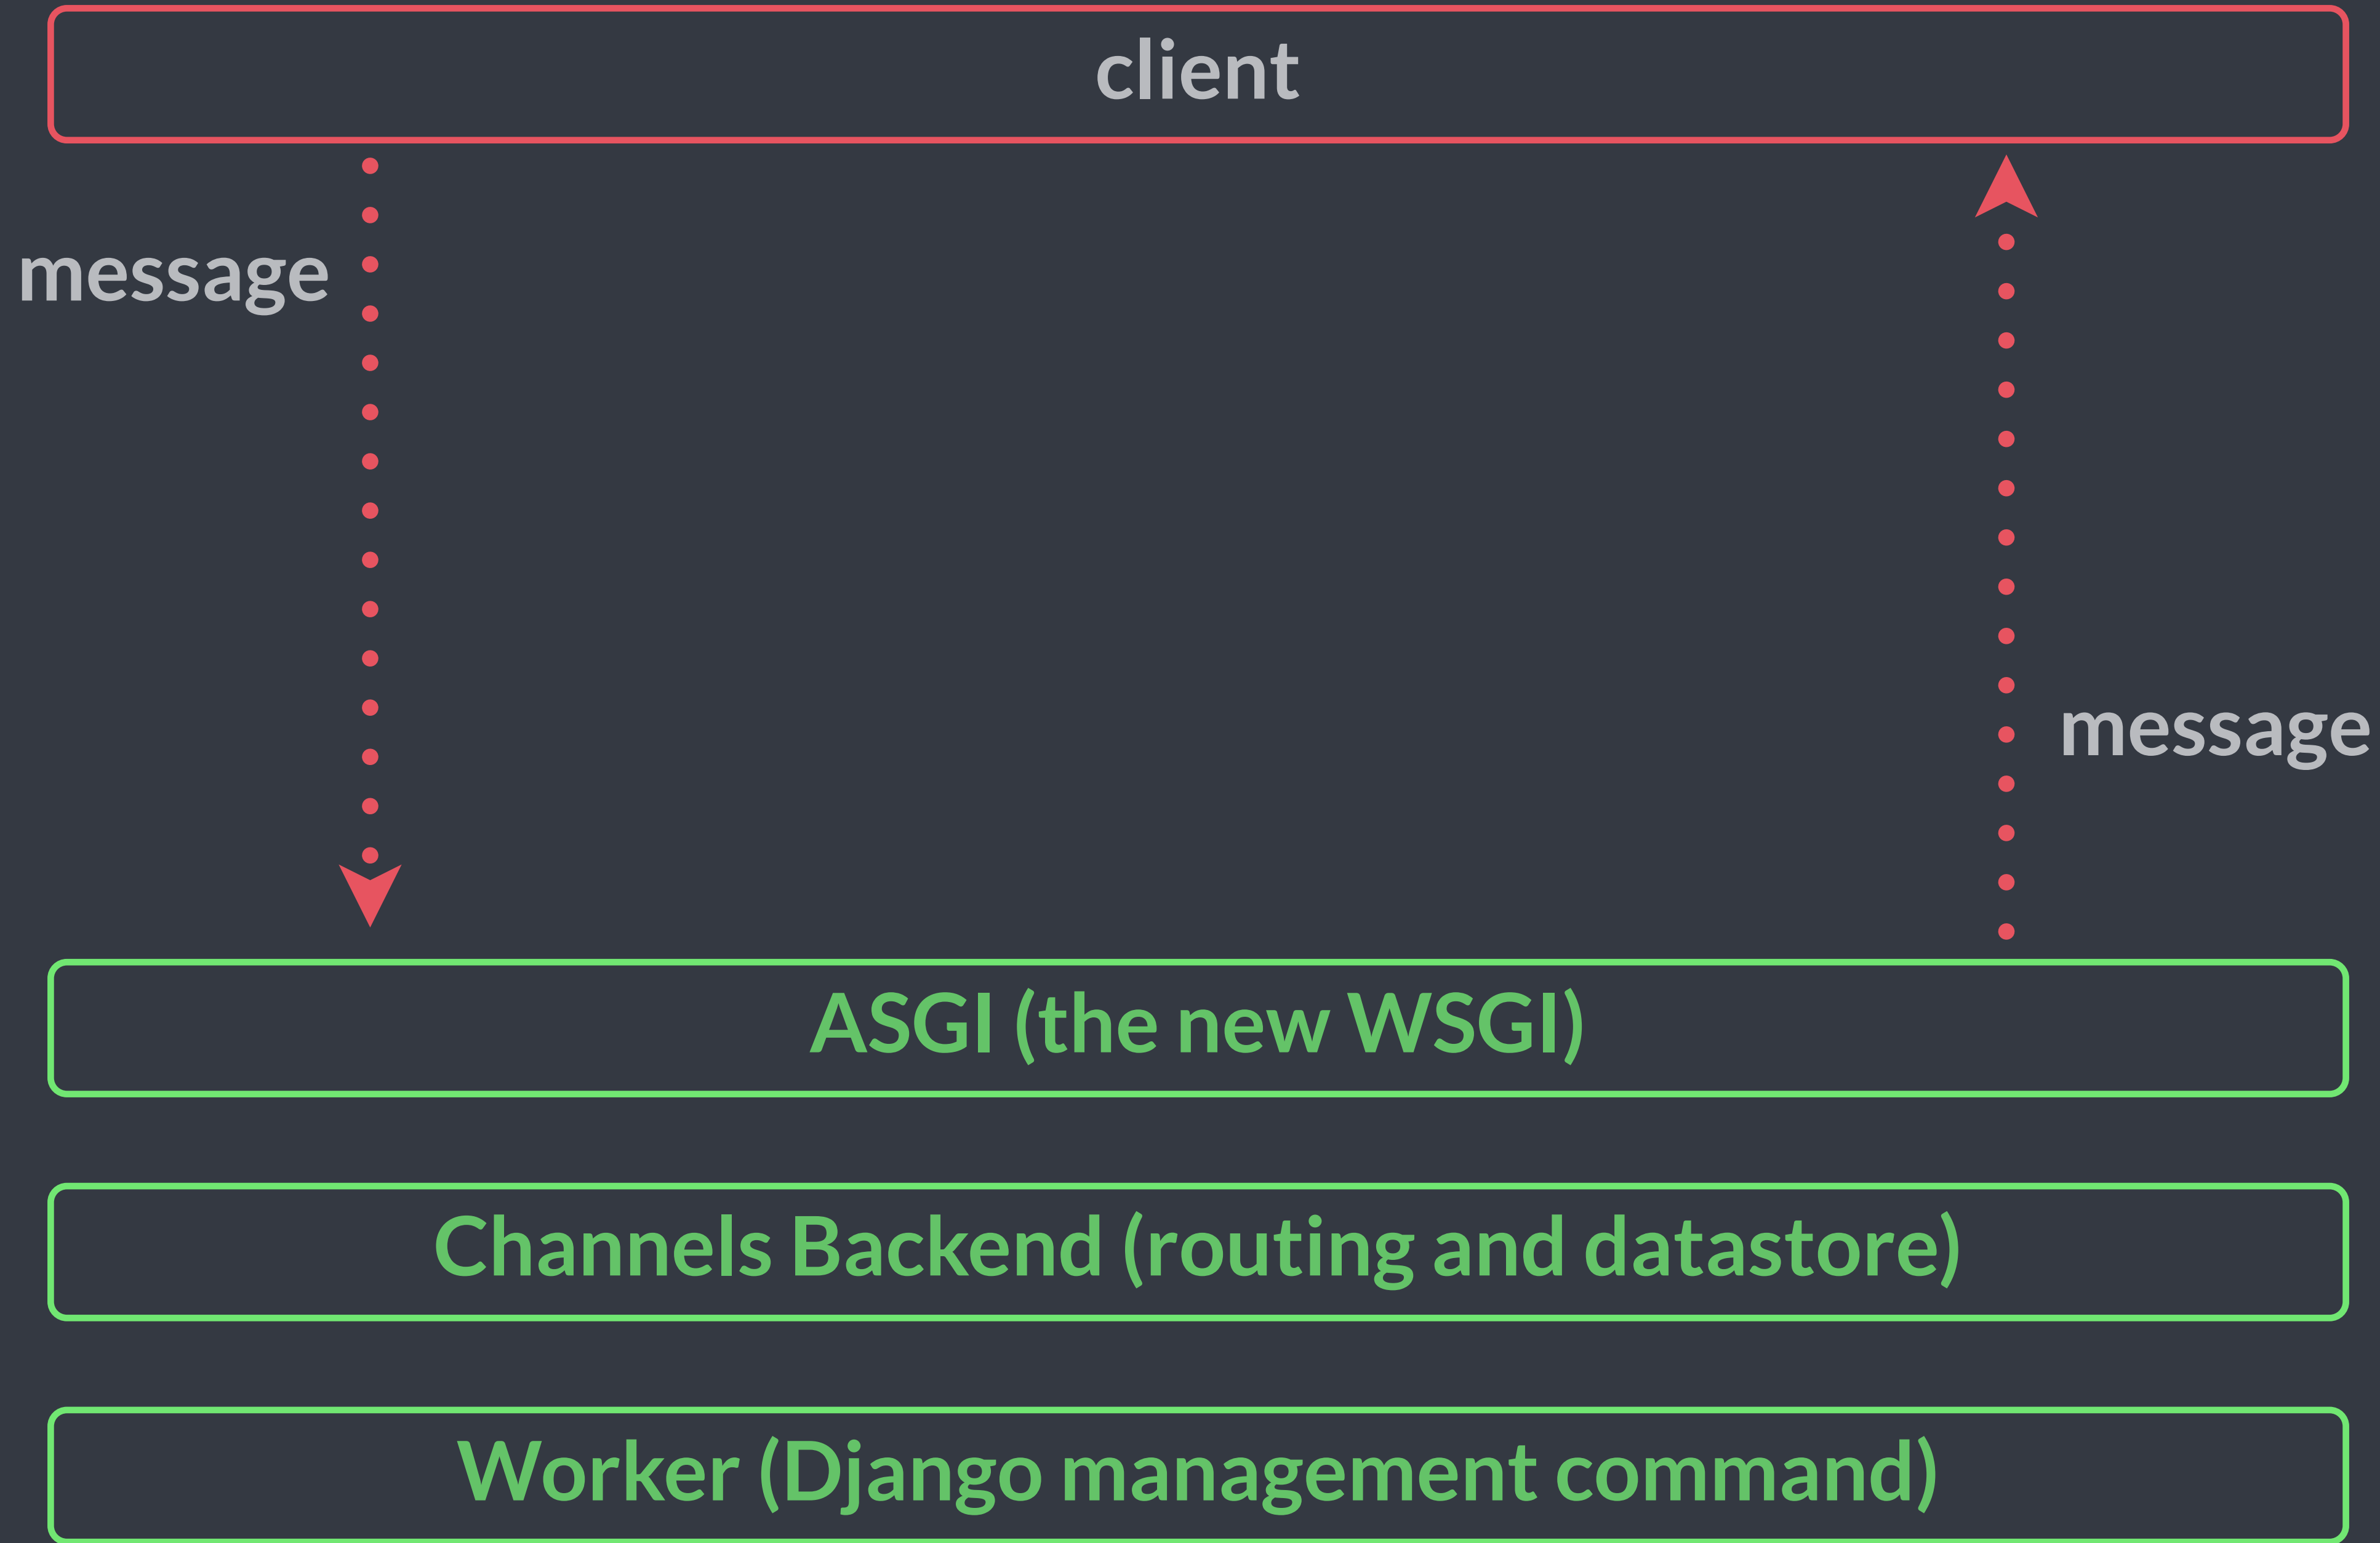 client
message
message
ASGI (the new WSGI)
Channels Backend (routing and datastore)
Worker (Django management command)